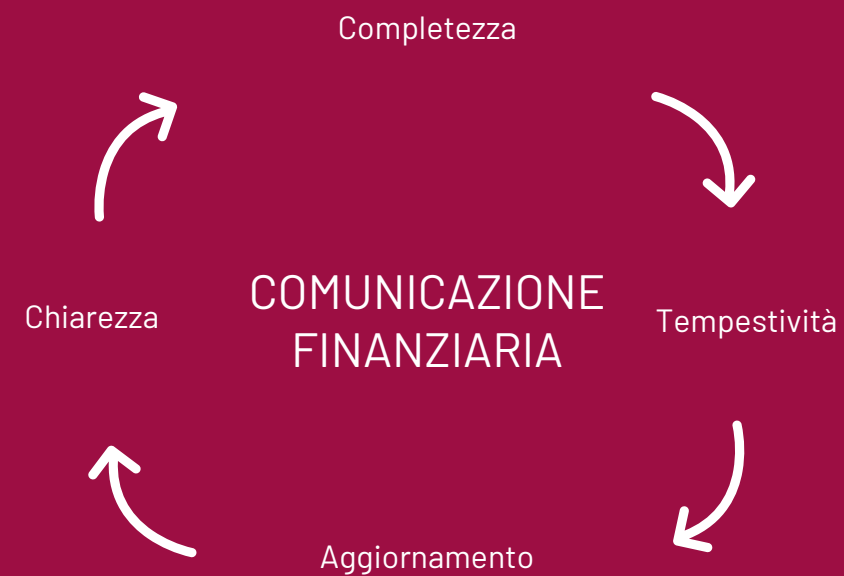 Completezza
COMUNICAZIONE
FINANZIARIA
Chiarezza
Tempestività
Aggiornamento